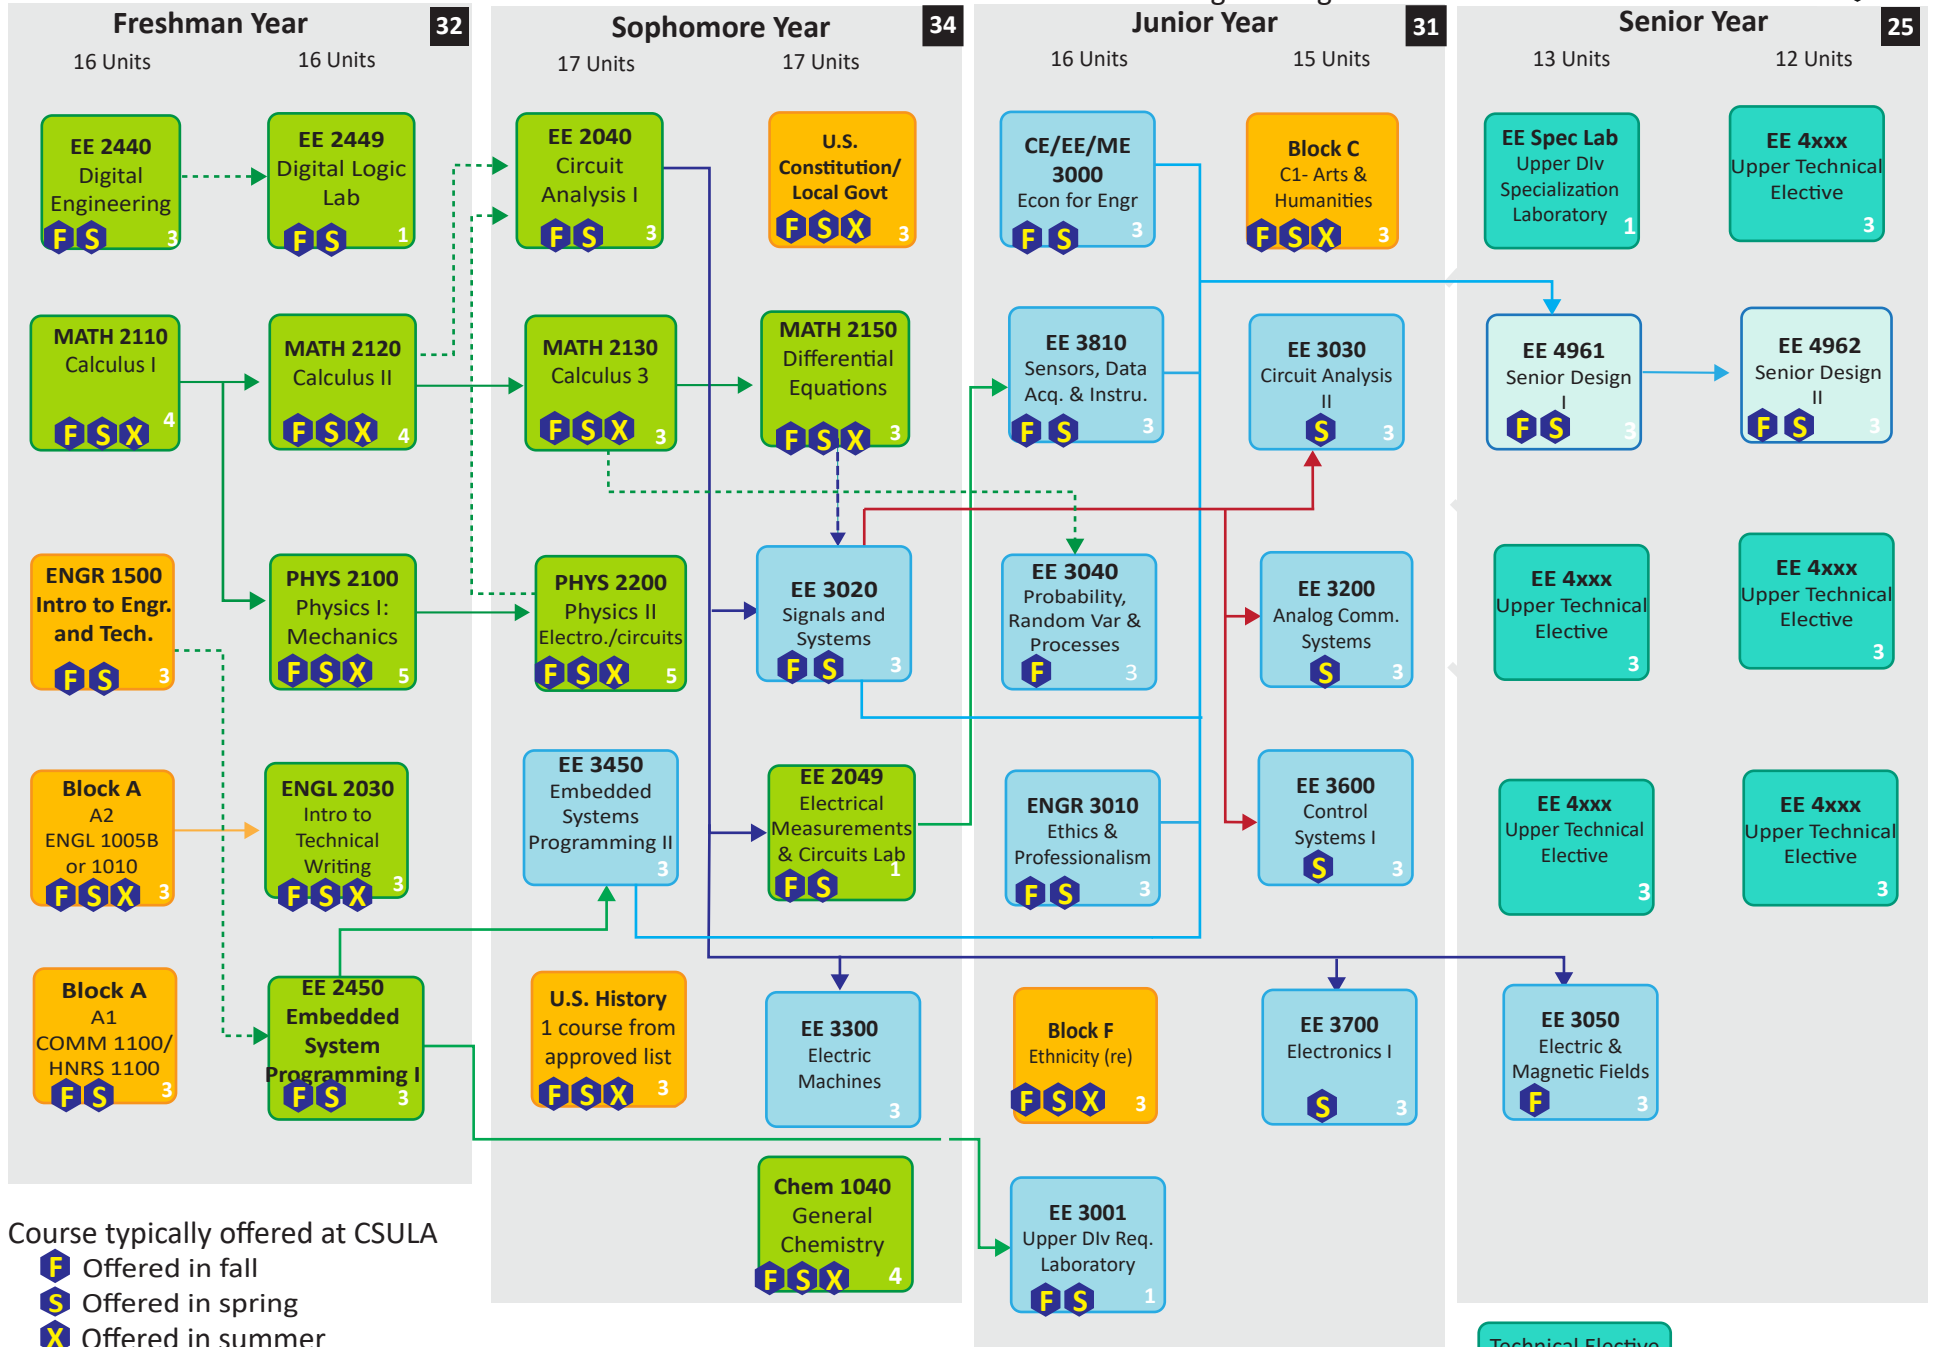 Freshman Year
32
16 Units
16 Units
Sophomore Year
34
17 Units
17 Units
Junior Year
31
16 Units
15 Units
Senior Year
25
13 Units
12 Units
EE 2440
Digital
Engineering
F S
3
EE 2449
Digital Logic
Lab
F S
1
EE 2040
Circuit
Analysis I
F S
3
U.S.
Constitution/
Local Govt
F S X
3
CE/EE/ME
3000
Econ for Engr
F S
3
Block C
C1- Arts &
Humanities
F S X
3
EE Spec Lab
Upper DIv
Specialization
Laboratory
1
EE 4xxx
Upper Technical
Elective
3
MATH 2110
Calculus I
F S X
4
MATH 2120
Calculus II
F S X
4
MATH 2130
Calculus 3
F S X
3
MATH 2150
Differential
Equations
F S X
3
EE 3810
Sensors, Data
Acq. & Instru.
F S
3
EE 3030
Circuit Analysis
II
S
3
EE 4961
Senior Design
I
F S
3
EE 4962
Senior Design
II
F S
3
ENGR 1500
Intro to Engr.
and Tech.
F S
3
PHYS 2100
Physics I:
Mechanics
F S X
5
PHYS 2200
Physics II
Electro./circuits
F S X
5
EE 3020
Signals and
Systems
F S
3
EE 3040
Probability,
Random Var &
Processes
F
3
EE 3200
Analog Comm.
Systems
S
3
EE 4xxx
Upper Technical
Elective
3
EE 4xxx
Upper Technical
Elective
3
Block A
A2
ENGL 1005B
or 1010
F S X
3
ENGL 2030
Intro to
Technical
Writing
F S X
3
EE 3450
Embedded
Systems
Programming II
3
EE 2049
Electrical
Measurements
& Circuits Lab
F S
1
ENGR 3010
Ethics &
Professionalism
F S
3
EE 3600
Control
Systems I
S
3
EE 4xxx
Upper Technical
Elective
3
EE 4xxx
Upper Technical
Elective
3
Block A
A1
COMM 1100/
HNRS 1100
F S
3
EE 2450
Embedded
System
Programming I
F S
3
U.S. History
1 course from
approved list
F S X
3
EE 3300
Electric
Machines
3
Block F
Ethnicity (re)
F S X
3
EE 3700
Electronics I
S
3
EE 3050
Electric &
Magnetic Fields
F
3
Chem 1040
General
Chemistry
F S X
4
EE 3001
Upper DIv Req.
Laboratory
F S
1
Course typically offered at CSULA
F Offered in fall
S Offered in spring
X Offered in summer
Technical Elective